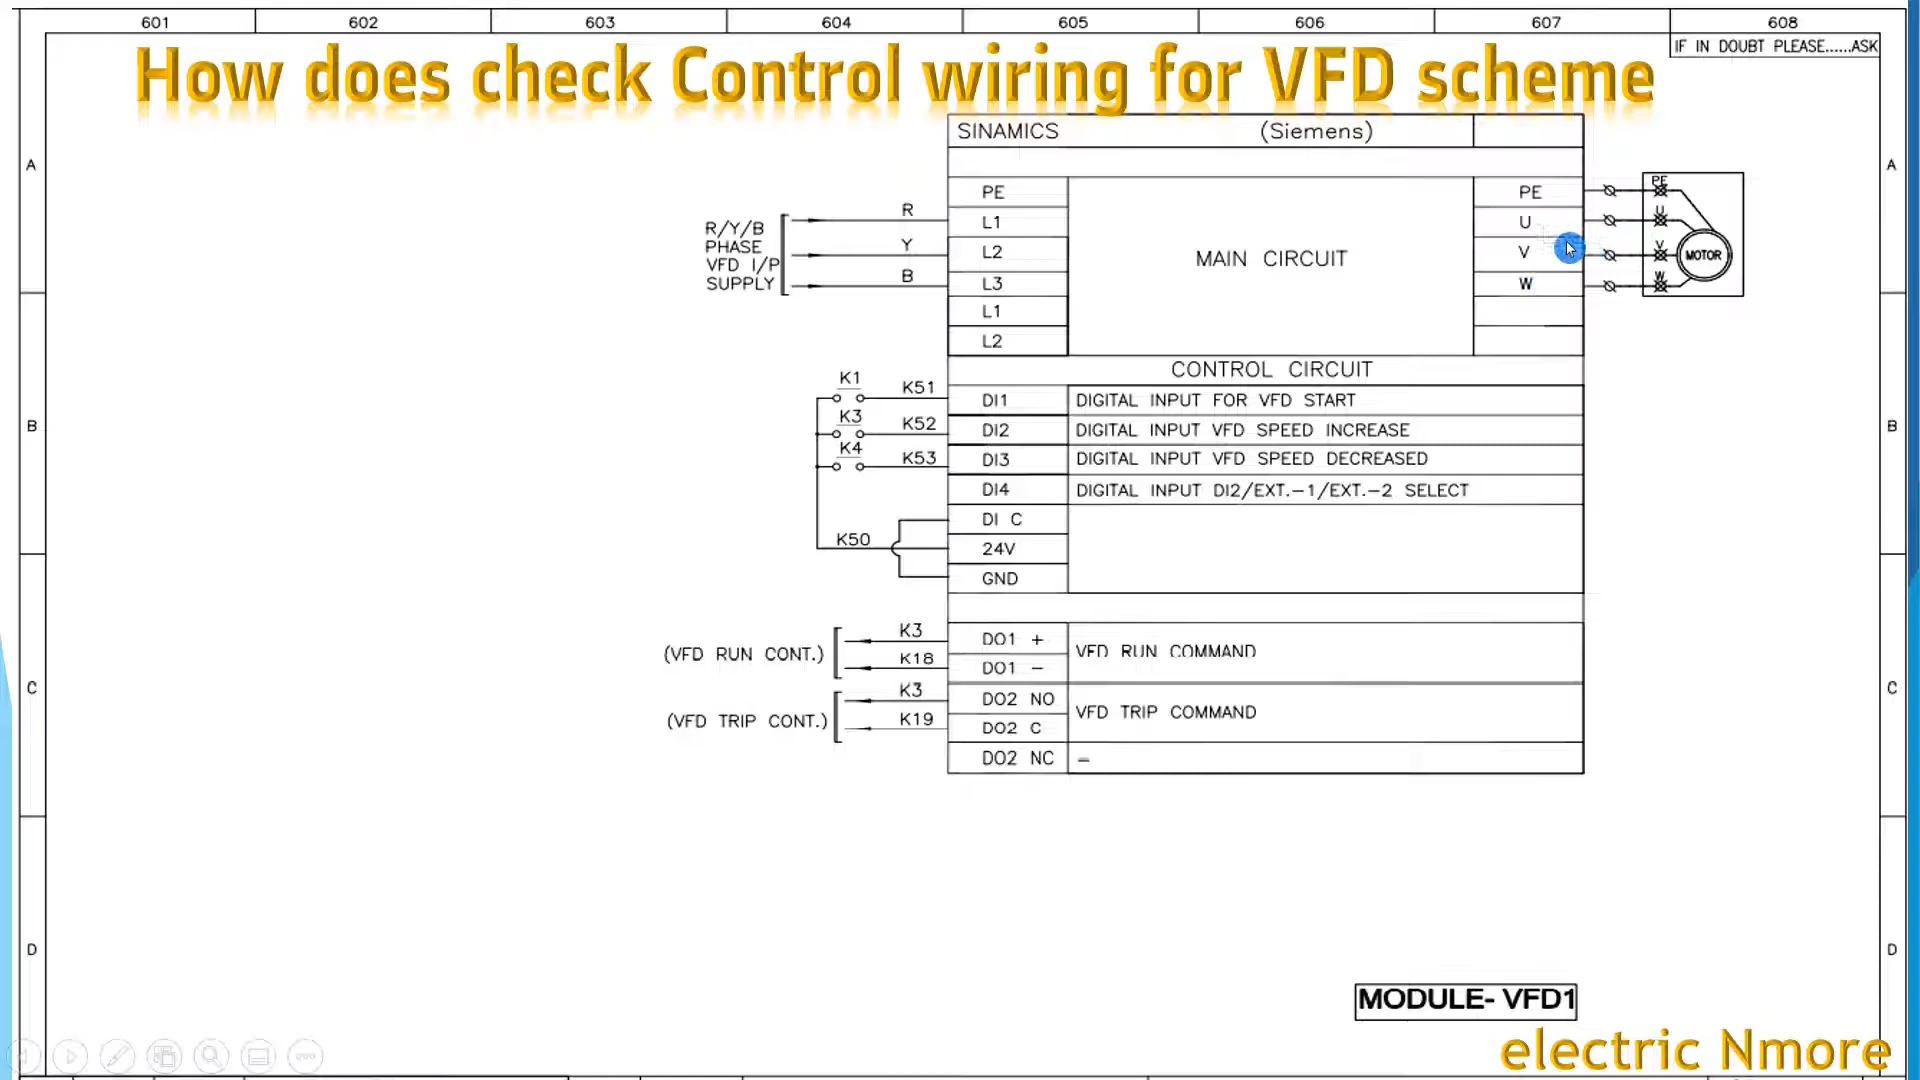 601 602 603 604 605 606 607 608
IF IN DOUBT PLEASE......ASK
How does check Control wiring for VFD scheme
SINAMICS (Siemens)
A A
PE PE PE
R/Y/B
PHASE
VFD I/P
SUPPLY
R L1 U U
Y L2 V V
B L3 W W
MAIN CIRCUIT
MOTOR
L1
L2
CONTROL CIRCUIT
K1 K51 DI1 DIGITAL INPUT FOR VFD START
B B
K3 K52 DI2 DIGITAL INPUT VFD SPEED INCREASE
K4 K53 DI3 DIGITAL INPUT VFD SPEED DECREASED
DI4 DIGITAL INPUT DI2/EXT.-1/EXT.-2 SELECT
DI C
K50 24V
GND
(VFD RUN CONT.) K3 DO1 + VFD RUN COMMAND
K18 DO1 -
C C
(VFD TRIP CONT.) K3 DO2 NO VFD TRIP COMMAND
K19 DO2 C
DO2 NC -
D D
MODULE- VFD1
electric Nmore